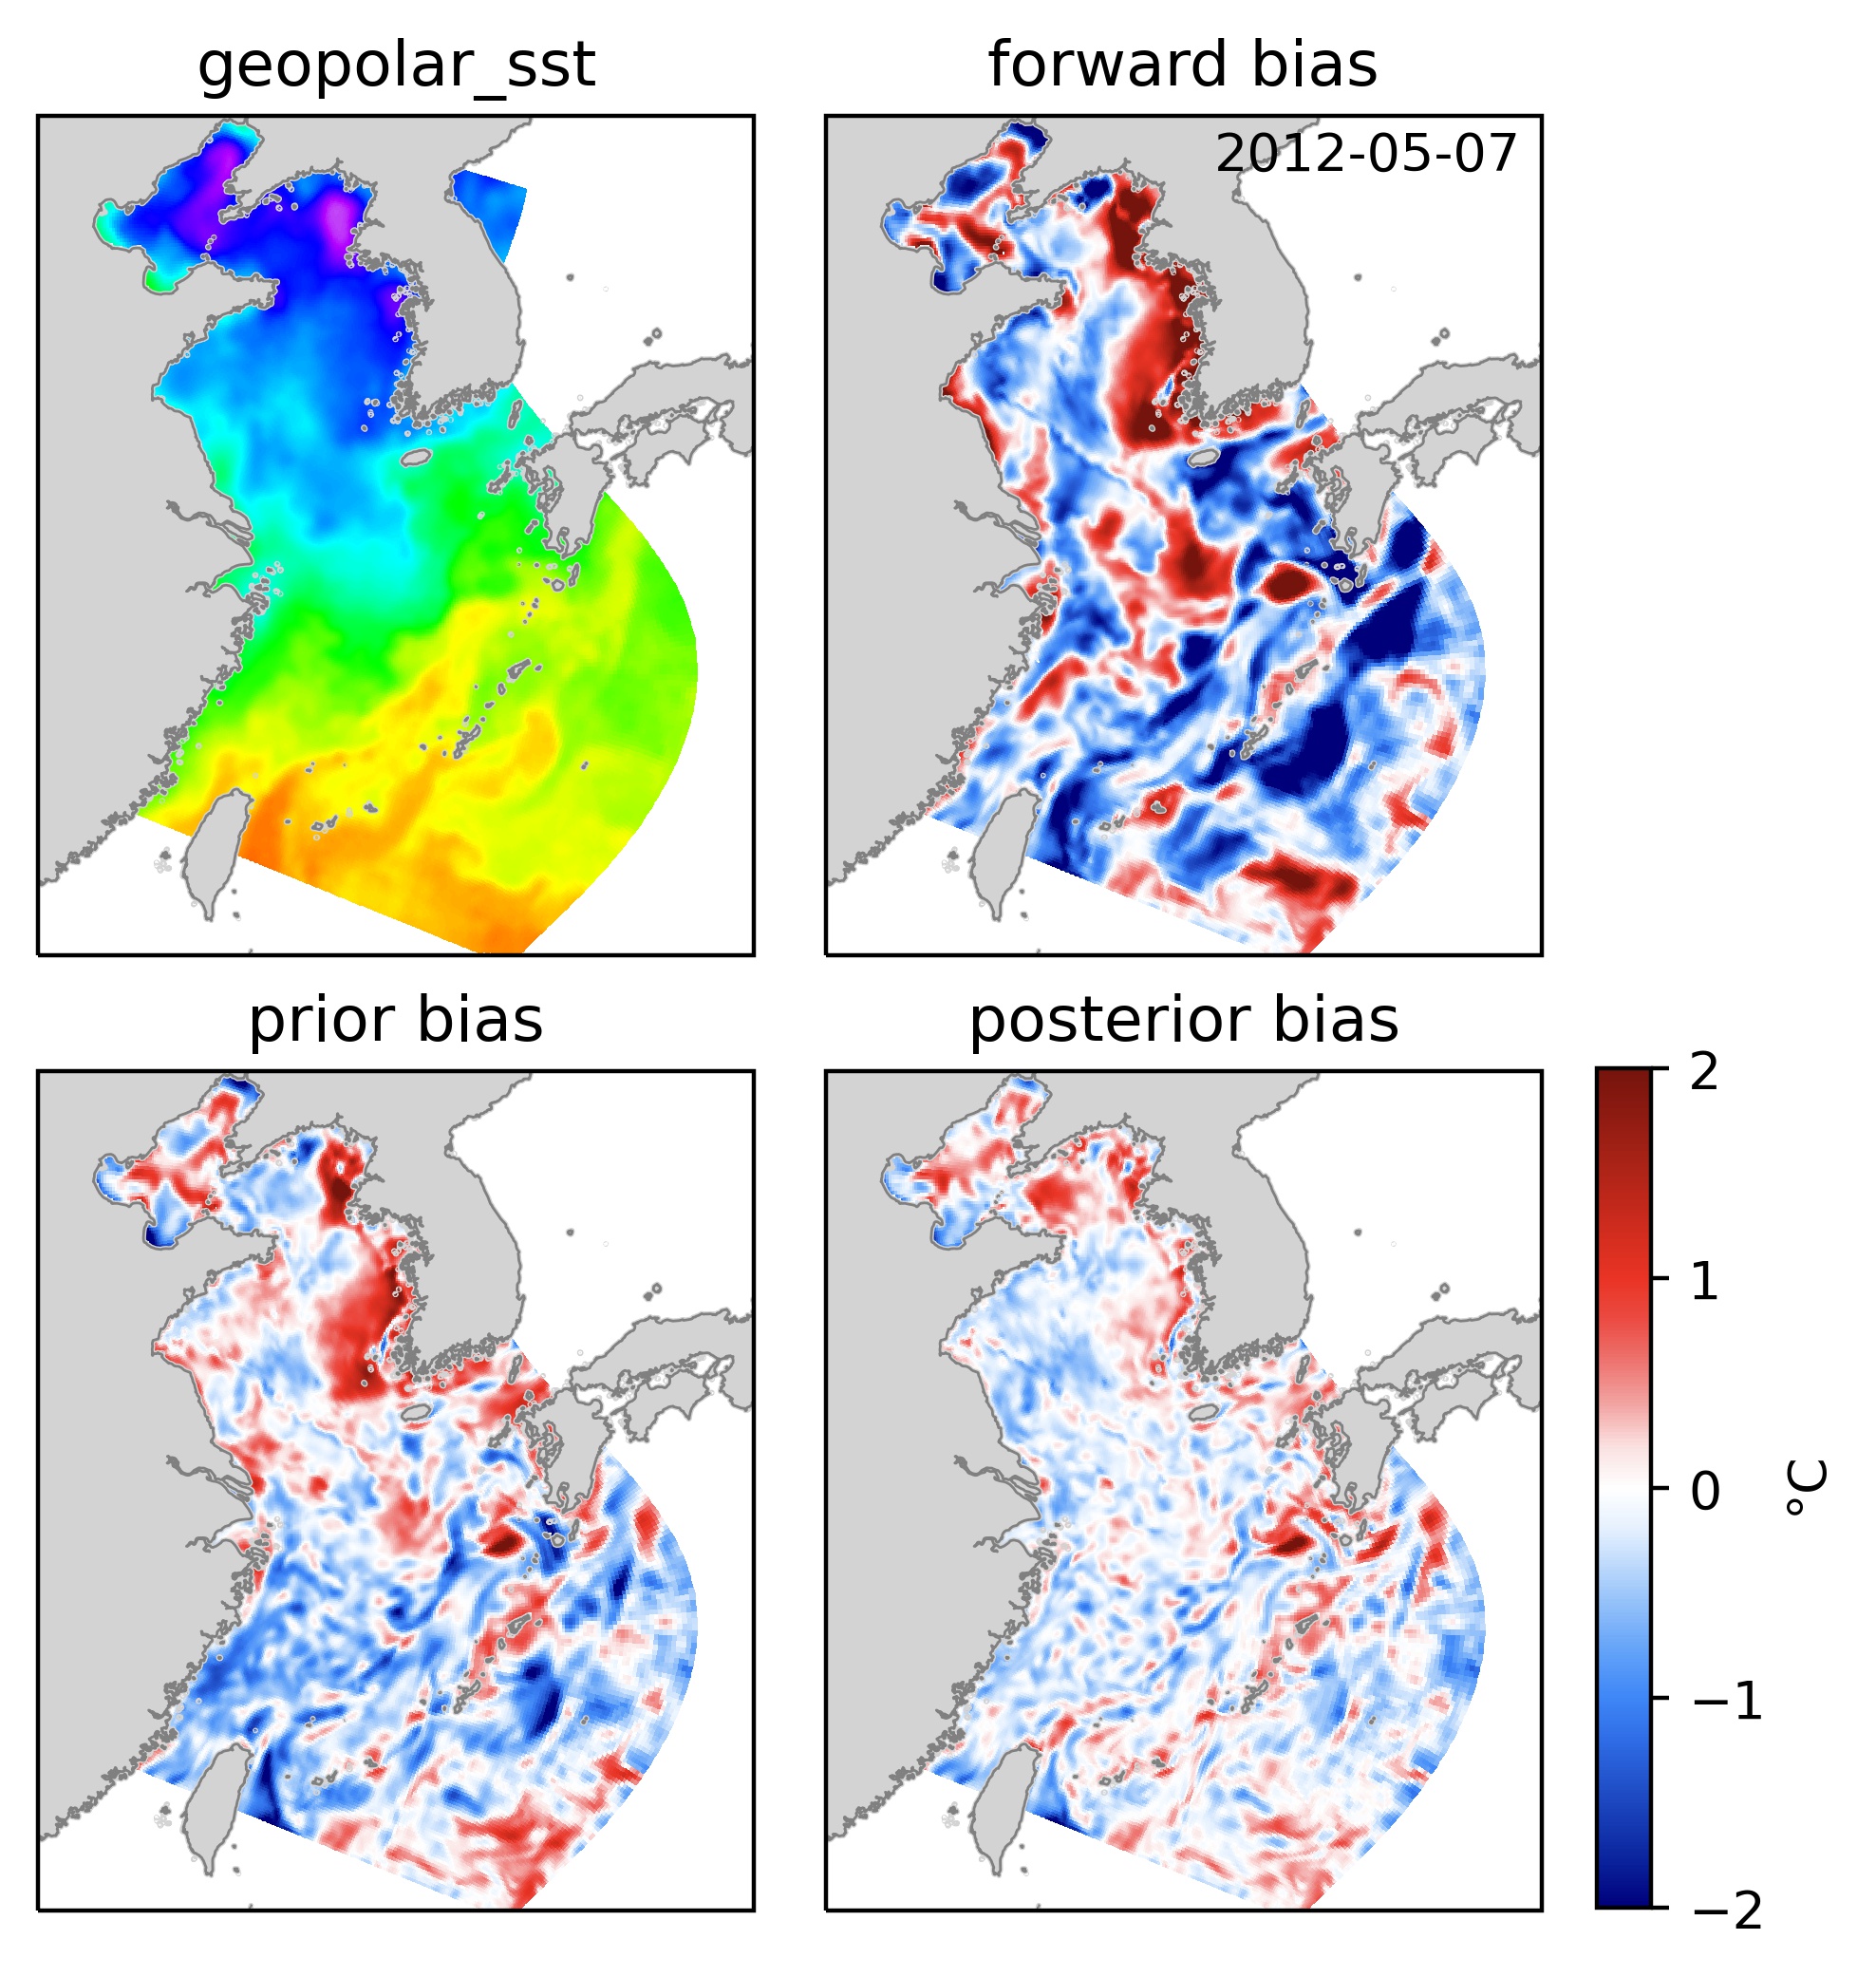 geopolar_sst
forward bias
2012-05-07
prior bias
posterior bias
2
1
0
−1
−2
°C